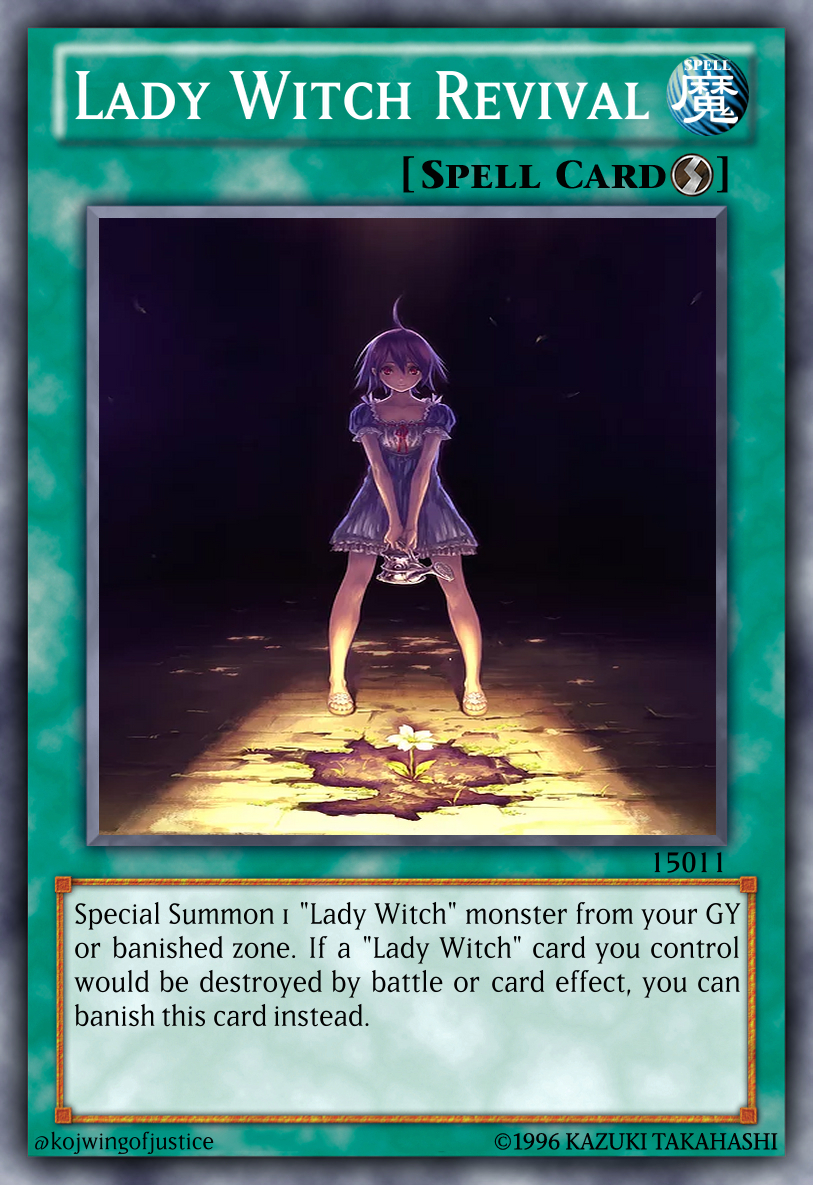 Lady Witch Revival
SPELL
魔
[Spell Card]
15011
Special Summon 1 "Lady Witch" monster from your GY
or banished zone. If a "Lady Witch" card you control
would be destroyed by battle or card effect, you can
banish this card instead.
@kojwingofjustice
©1996 KAZUKI TAKAHASHI